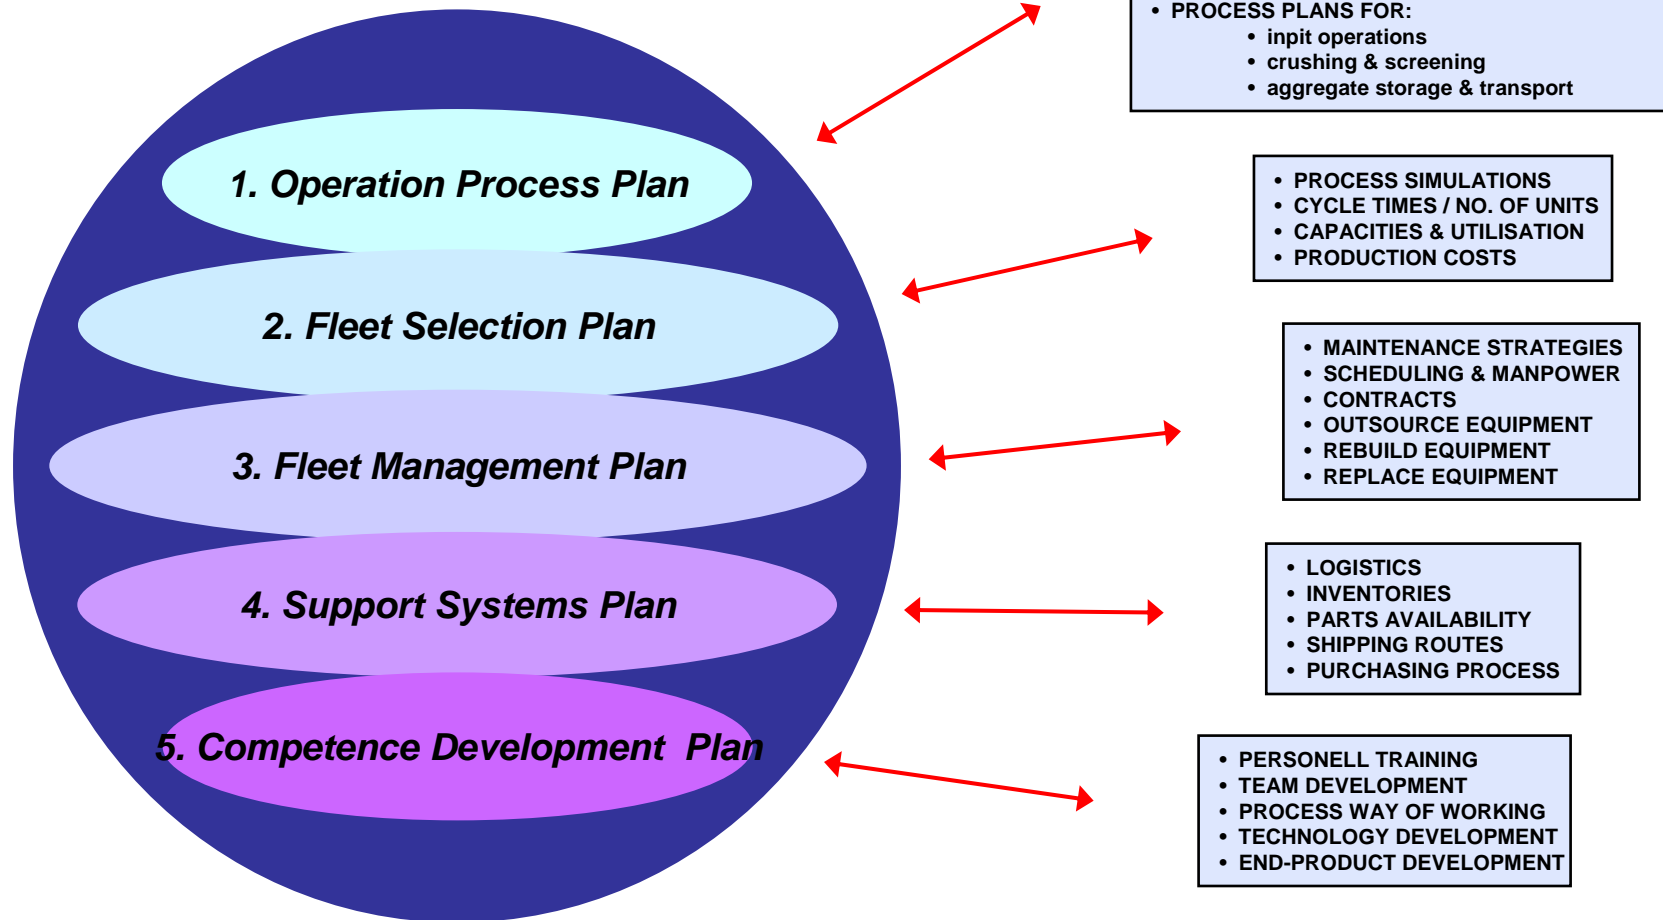 • PROCESS PLANS FOR:
• inpit operations
• crushing & screening
• aggregate storage & transport
1. Operation Process Plan
• PROCESS SIMULATIONS
• CYCLE TIMES / NO. OF UNITS
• CAPACITIES & UTILISATION
• PRODUCTION COSTS
2. Fleet Selection Plan
• MAINTENANCE STRATEGIES
• SCHEDULING & MANPOWER
• CONTRACTS
• OUTSOURCE EQUIPMENT
• REBUILD EQUIPMENT
• REPLACE EQUIPMENT
3. Fleet Management Plan
• LOGISTICS
• INVENTORIES
• PARTS AVAILABILITY
• SHIPPING ROUTES
• PURCHASING PROCESS
4. Support Systems Plan
• PERSONELL TRAINING
• TEAM DEVELOPMENT
• PROCESS WAY OF WORKING
• TECHNOLOGY DEVELOPMENT
• END-PRODUCT DEVELOPMENT
5. Competence Development  Plan